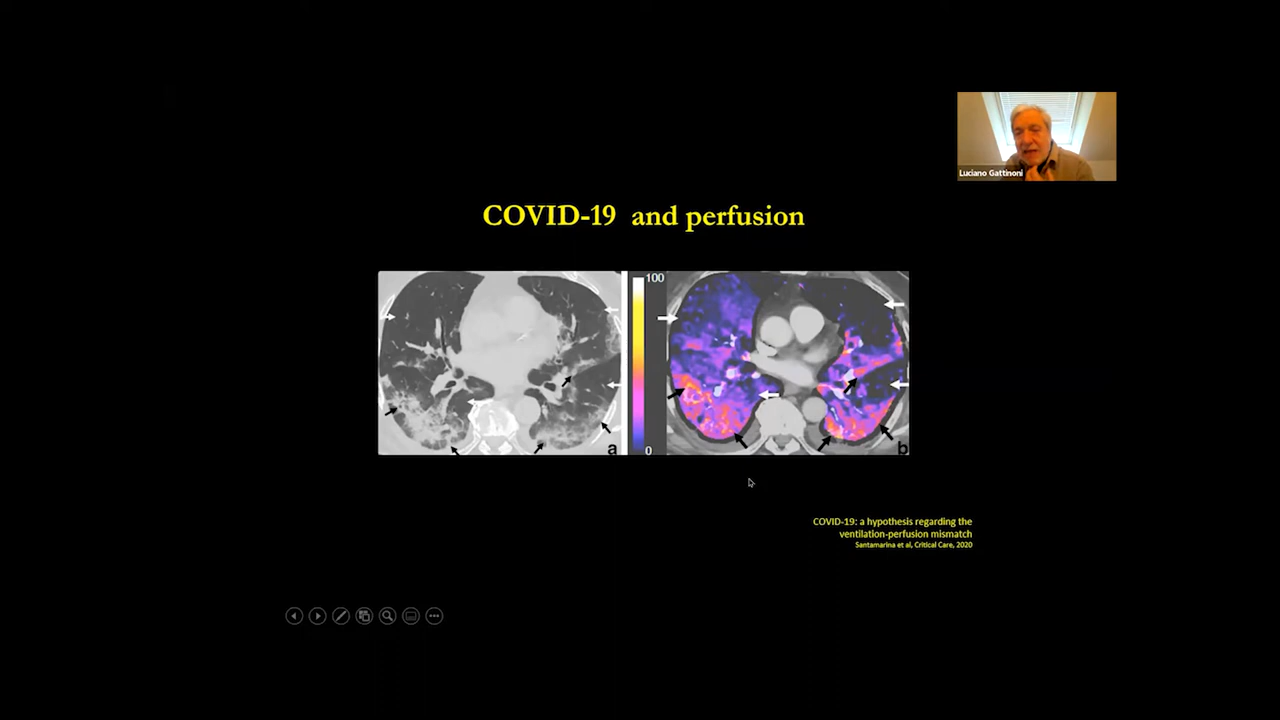 Luciano Gattinoni
COVID-19 and perfusion
100
0
a
b
COVID-19: a hypothesis regarding the
ventilation-perfusion mismatch
Santamarina et al, Critical Care, 2020